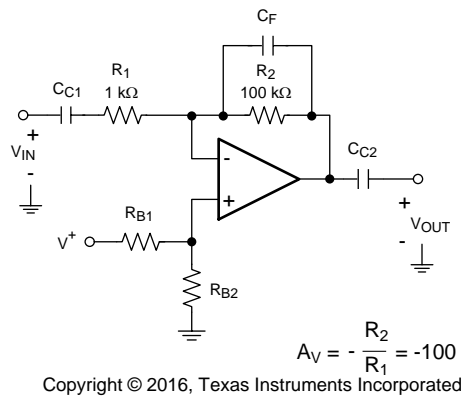 CF
R1
1 kΩ
R2
100 kΩ
CC1
CC2
+
VIN
-
-
+
RB1
V+
RB2
+
VOUT
-
AV = - R2/R1 = -100
Copyright © 2016, Texas Instruments Incorporated